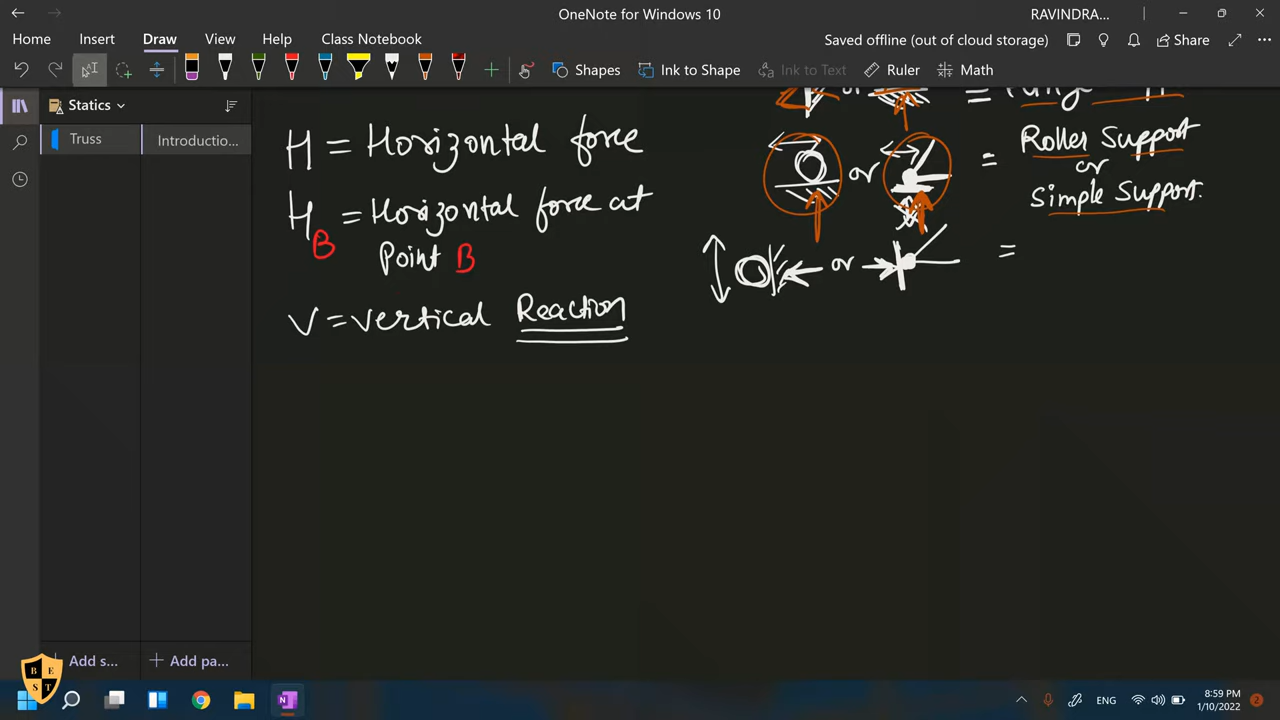 OneNote for Windows 10
RAVINDRA...
Home Insert Draw View Help Class Notebook
Saved offline (out of cloud storage) Share
Shapes Ink to Shape Ink to Text Ruler Math
Statics
Truss
Introductio...
or =
H = Horizontal force
H B = Horizontal force at
Point B
V = vertical Reaction
or = Roller Support
or
Simple Support.
or =
Add s... Add pa...
B E
S T
ENG
8:59 PM
1/10/2022
2